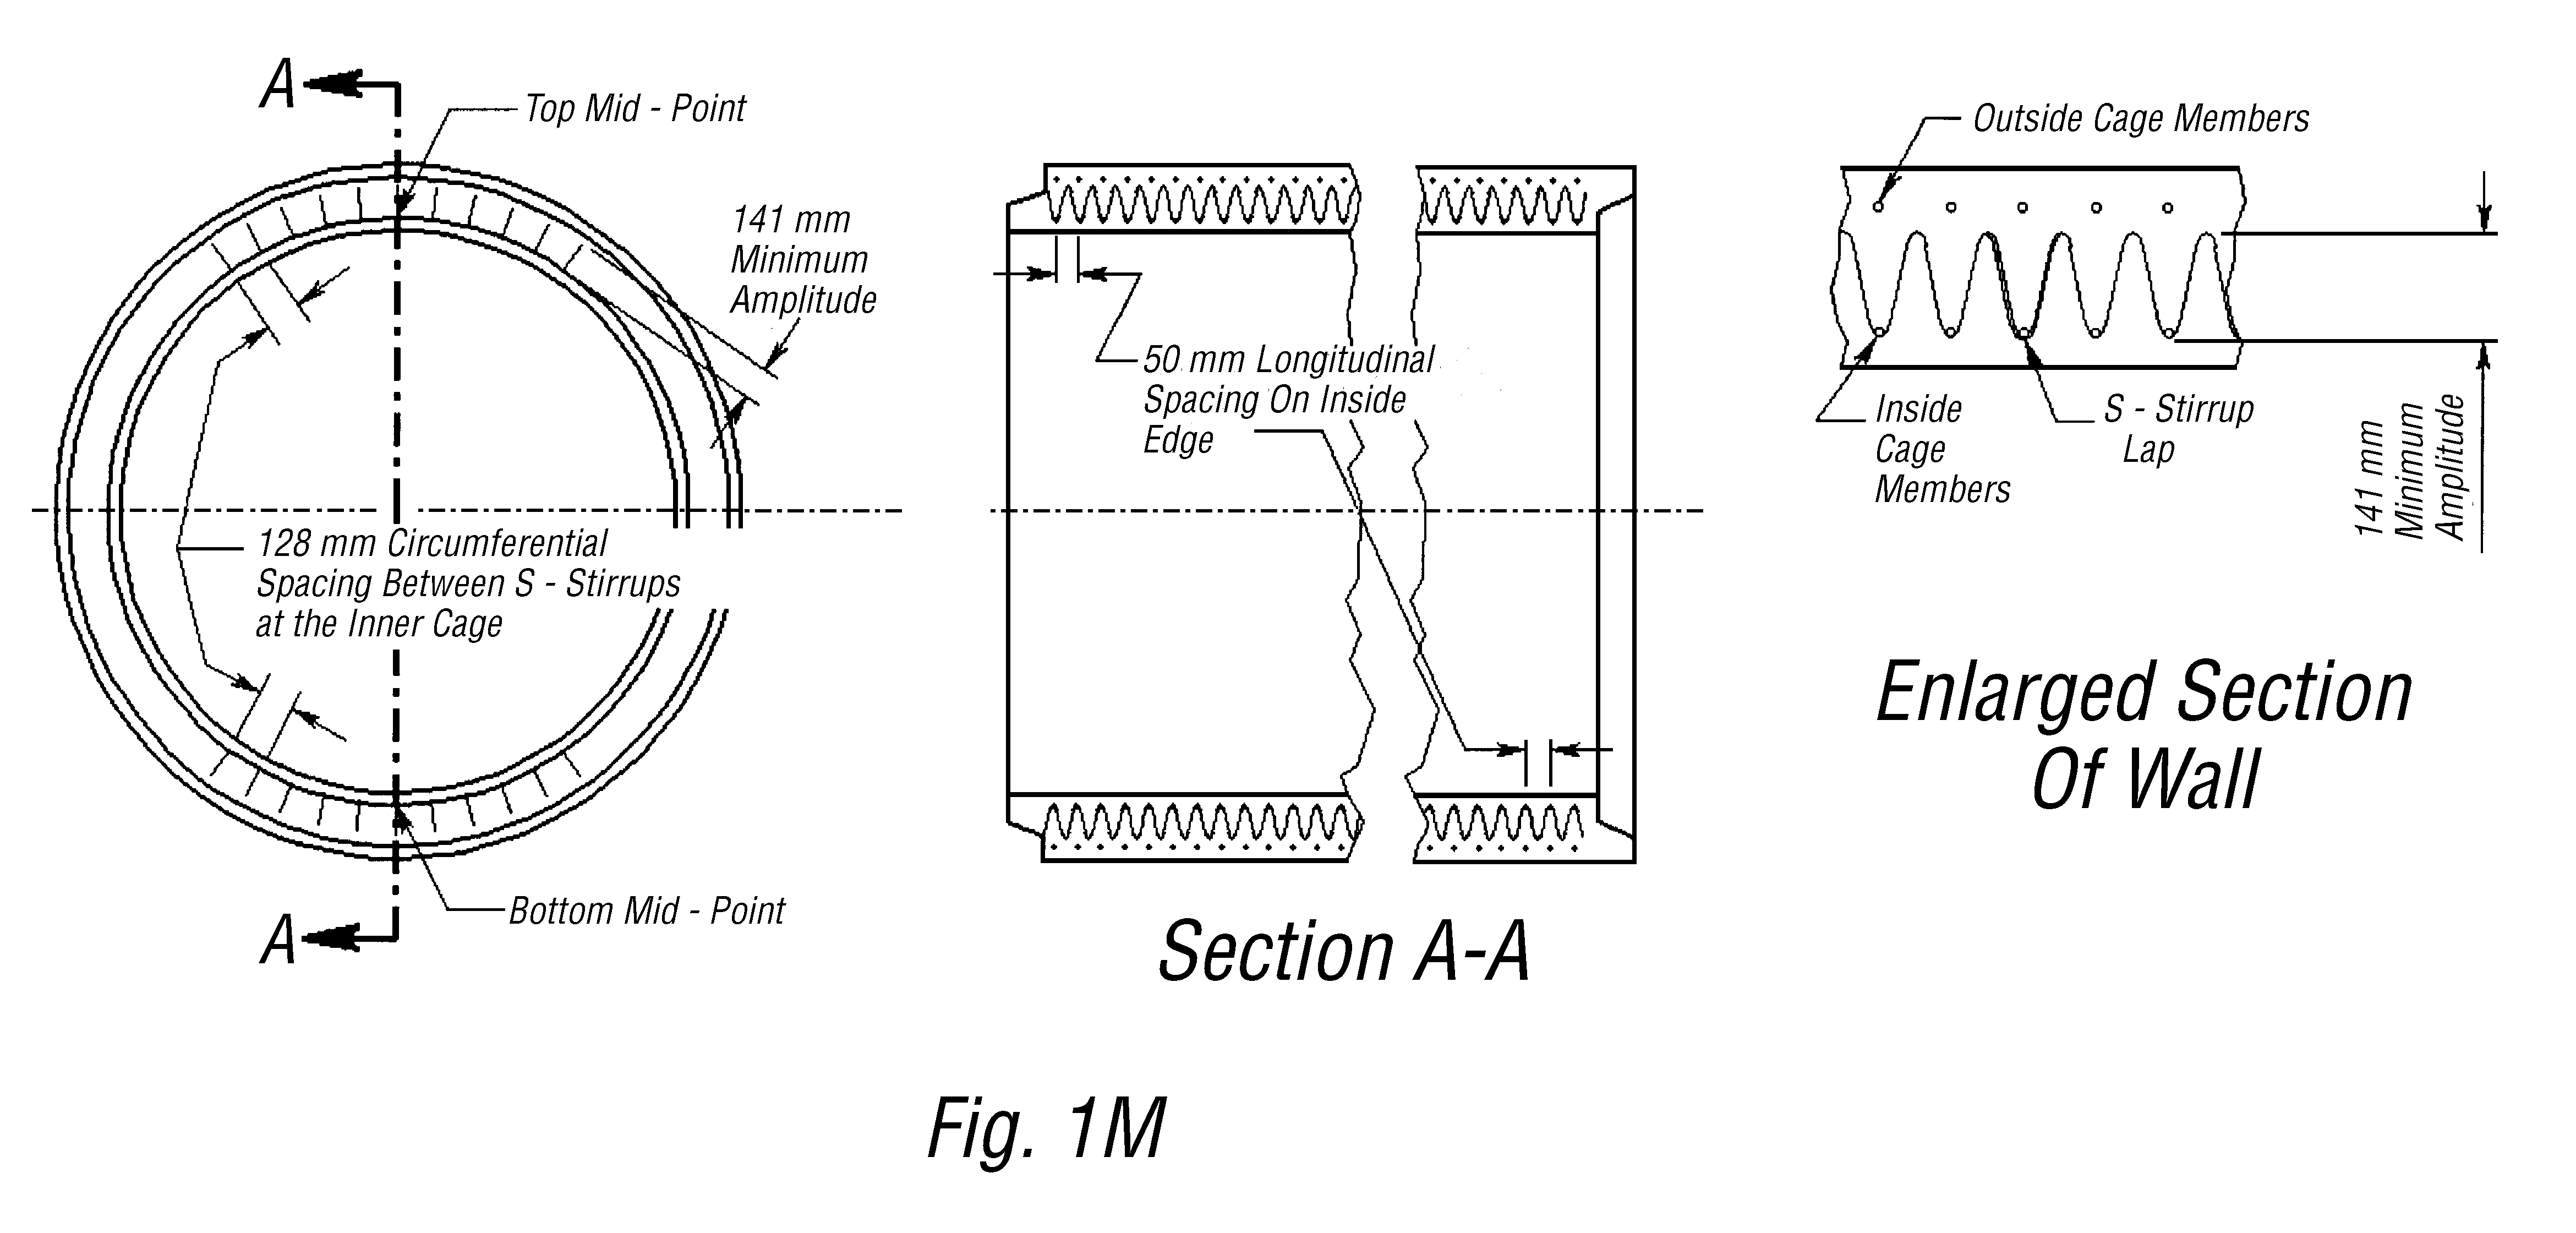 A
Top Mid - Point
141 mm
Minimum
Amplitude
128 mm Circumferential
Spacing Between S - Stirrups
at the Inner Cage
Bottom Mid - Point
A
50 mm Longitudinal
Spacing On Inside
Edge
Section A-A
Outside Cage Members
Inside
Cage
Members
S - Stirrup
Lap
141 mm
Minimum
Amplitude
Enlarged Section
Of Wall
Fig. 1M